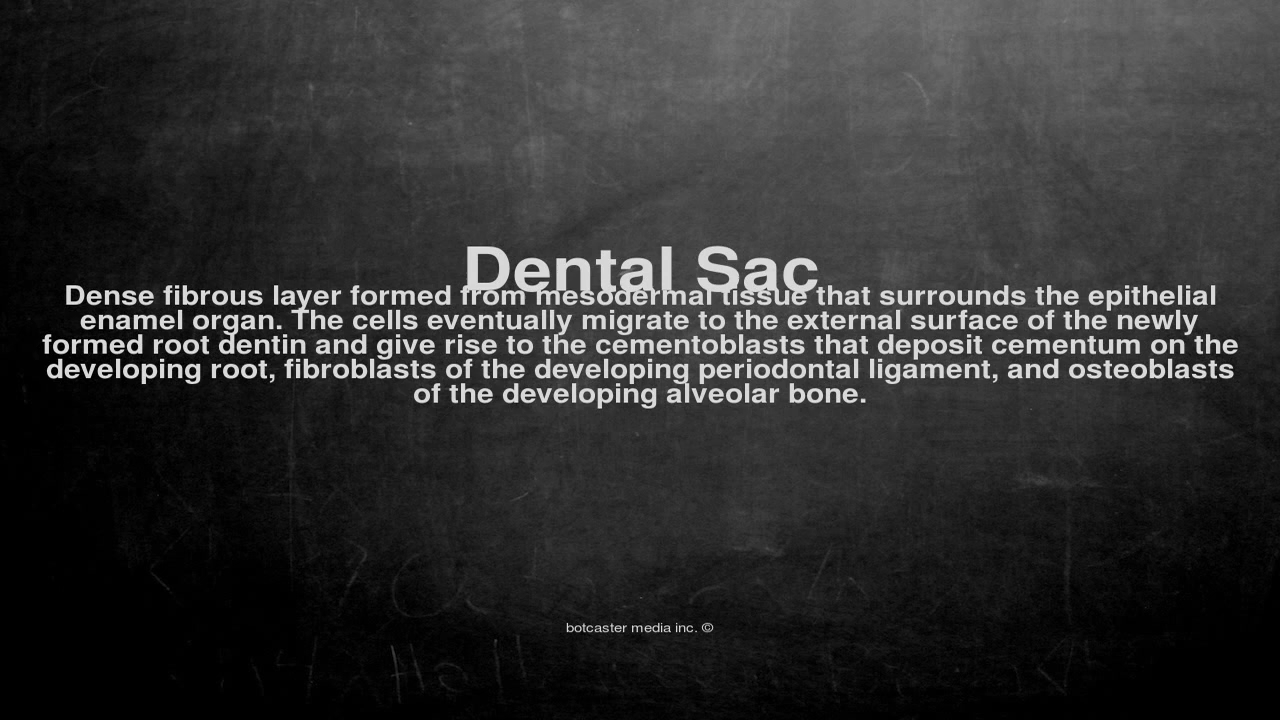 Dental Sac
Dense fibrous layer formed from mesodermal tissue that surrounds the epithelial
enamel organ. The cells eventually migrate to the external surface of the newly
formed root dentin and give rise to the cementoblasts that deposit cementum on the
developing root, fibroblasts of the developing periodontal ligament, and osteoblasts
of the developing alveolar bone.
botcaster media inc. ©